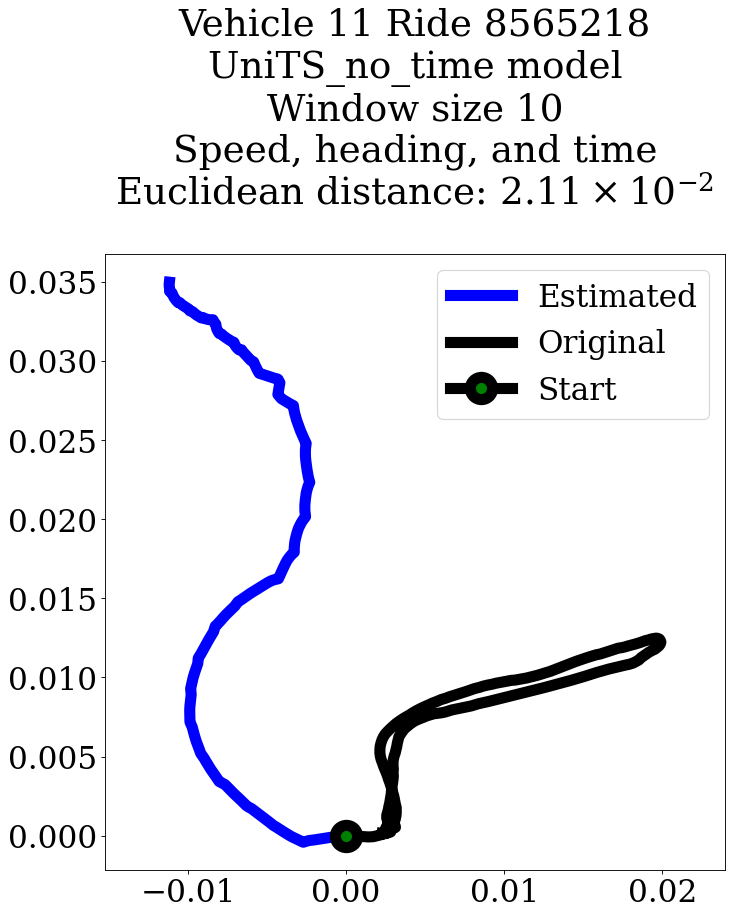 Vehicle 11 Ride 8565218
UniTS_no_time model
Window size 10
Speed, heading, and time
Euclidean distance: 2.11 × 10⁻²
Estimated
Original
Start
0.035
0.030
0.025
0.020
0.015
0.010
0.005
0.000
−0.01 0.00 0.01 0.02